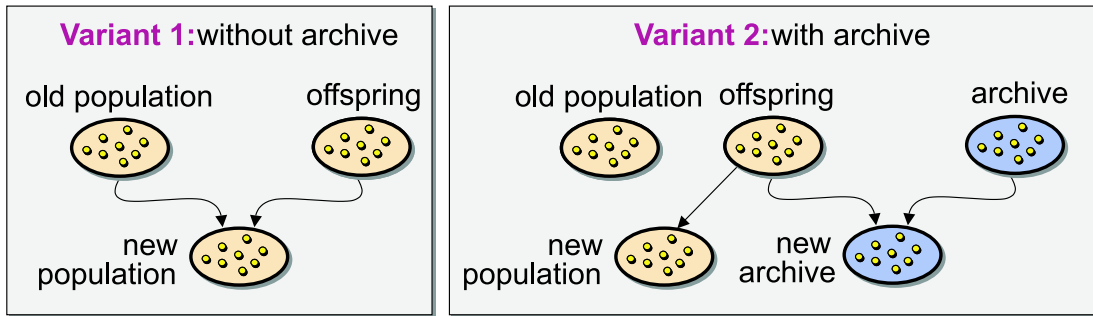 Variant 1:without archive
old population
offspring
new
population
Variant 2:with archive
old population
offspring
archive
new
population
new
archive